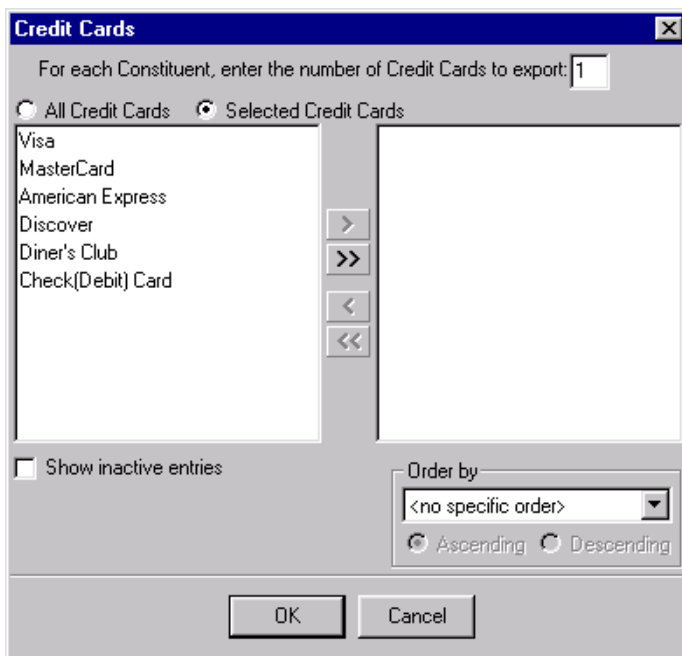 Credit Cards
For each Constituent, enter the number of Credit Cards to export: 1
All Credit Cards Selected Credit Cards
Visa
MasterCard
American Express
Discover
Diner's Club
Check(Debit) Card
>
>>
<
<<
Show inactive entries
Order by
<no specific order>
Ascending Descending
OK Cancel